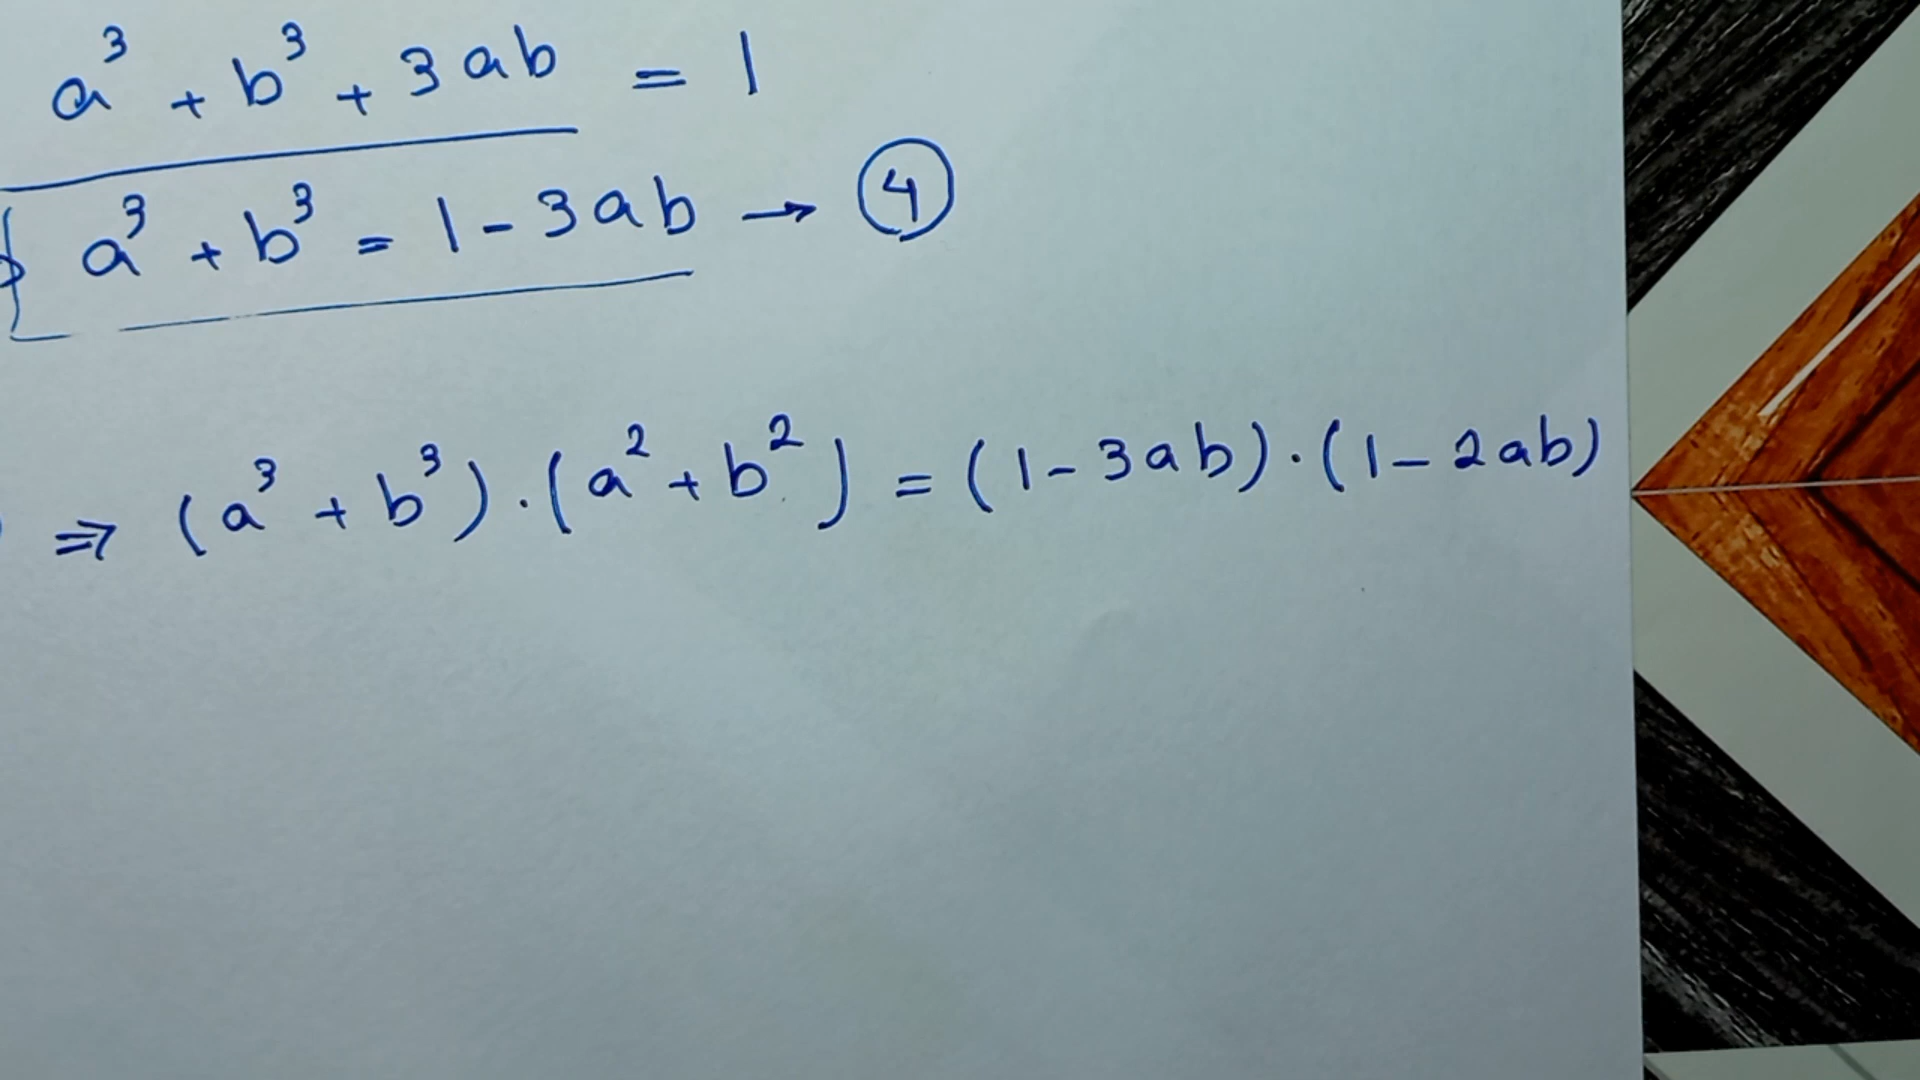 a³ + b³ + 3ab = 1
a³ + b³ = 1 - 3ab → ④
⇒ (a³ + b³) · (a² + b²) = (1 - 3ab) · (1 - 2ab)